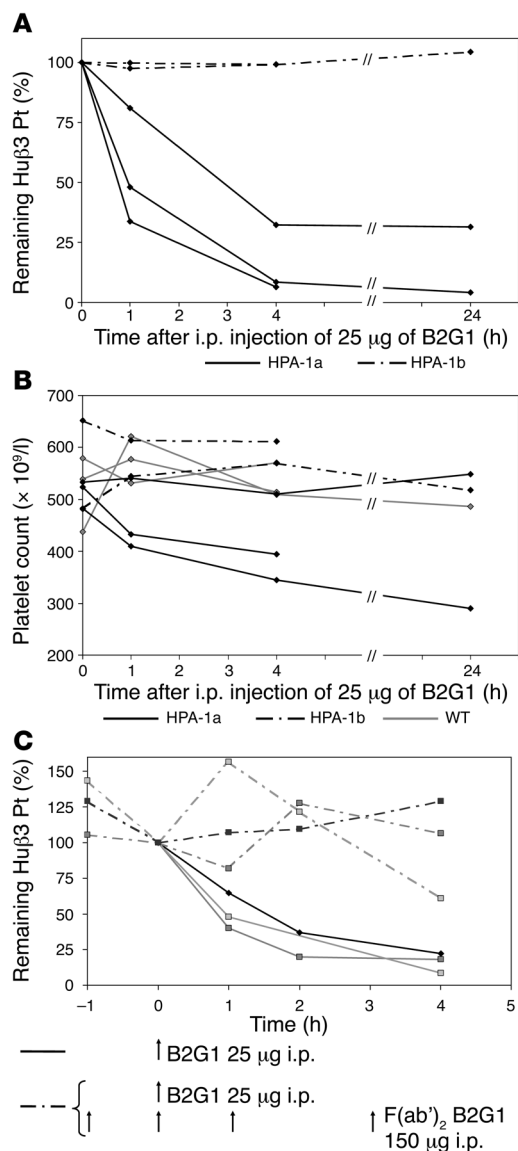 A
Remaining Huβ3 Pt (%)
100
75
50
25
0
// // // //
0 1 2 3 4 24
Time after i.p. injection of 25 μg of B2G1 (h)
HPA-1a HPA-1b
B
Platelet count (× 10⁹/l)
700
600
500
400
300
200
// // // //
0 1 2 3 4 24
Time after i.p. injection of 25 μg of B2G1 (h)
HPA-1a HPA-1b WT
C
Remaining Huβ3 Pt (%)
150
125
100
75
50
25
0
–1 0 1 2 3 4 5
Time (h)
B2G1 25 μg i.p.
B2G1 25 μg i.p.
F(ab')₂ B2G1
150 μg i.p.